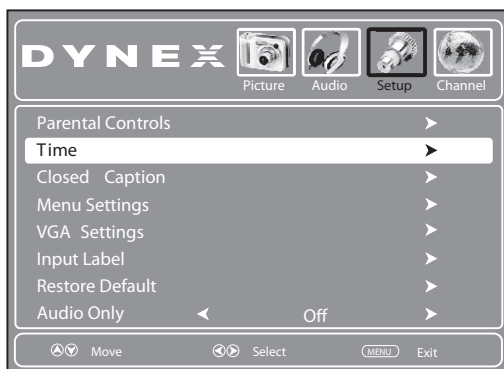 DYNEX
Picture Audio Setup Channel
Parental Controls
Time
Closed Caption
Menu Settings
VGA Settings
Input Label
Restore Default
Audio Only Off
Move Select MENU Exit